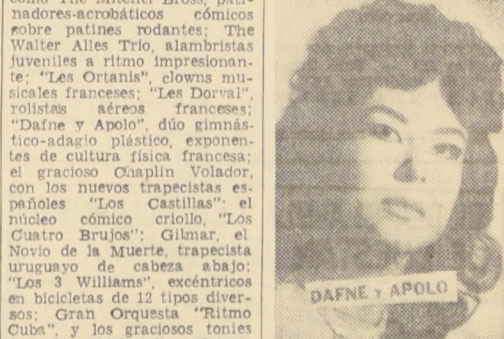 como The Mitchel Bross, pati-
nadores-acrobáticos cómicos
sobre patines rodantes; The
Walter Alles Trío, alambristas
juveniles a ritmo impresionan-
te; "Les Ortanis", clowns mu-
sicales franceses; "Les Dorval",
rolistais aéreos franceses;
"Dafne y Apolo", dúo gimnás-
tico-adagio plástico, exponen-
tes de cultura física francesa;
el gracioso Chaplin Volador,
con los nuevos trapecistas es-
pañoles "Los Castillas"; el
núcleo cómico criollo, "Los
Cuatro Brujos"; Gilmar, el
Novio de la Muerte, trapecista
uruguayo de cabeza abajo;
"Los 3 Williams", excéntricos
en bicicletas de 12 tipos diver-
sos; Gran Orquesta "Ritmo
Cuba", y los graciosos tonies
DAFNE Y APOLO